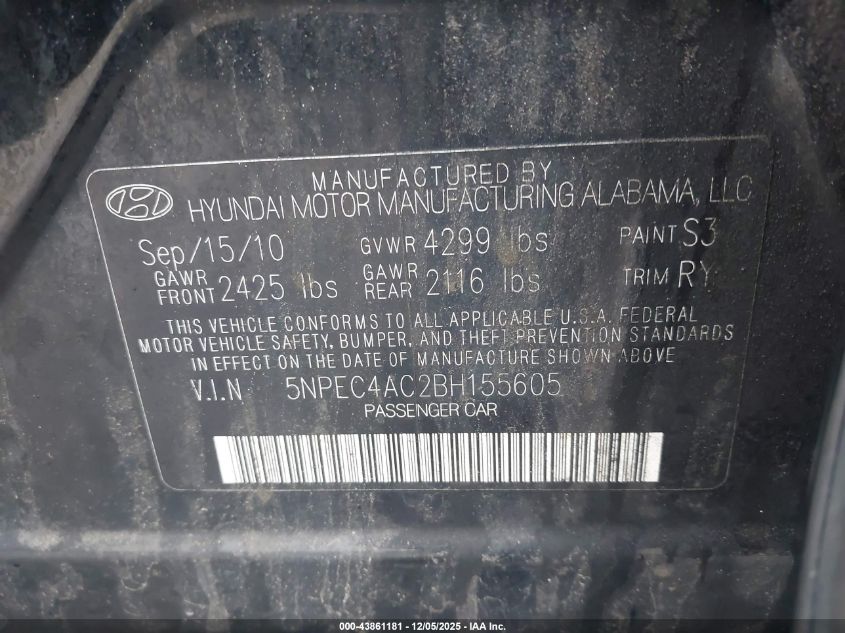 MANUFACTURED BY
HYUNDAI MOTOR MANUFACTURING ALABAMA, LLC
Sep/15/10 GVWR 4299 lbs PAINT S3
GAWR FRONT 2425 lbs GAWR REAR 2116 lbs TRIM RY
THIS VEHICLE CONFORMS TO ALL APPLICABLE U.S.A. FEDERAL
MOTOR VEHICLE SAFETY, BUMPER, AND THEFT PREVENTION STANDARDS
IN EFFECT ON THE DATE OF MANUFACTURE SHOWN ABOVE
V.I.N 5NPEC4AC2BH155605
PASSENGER CAR
000-43861181 - 12/05/2025 - IAA Inc.